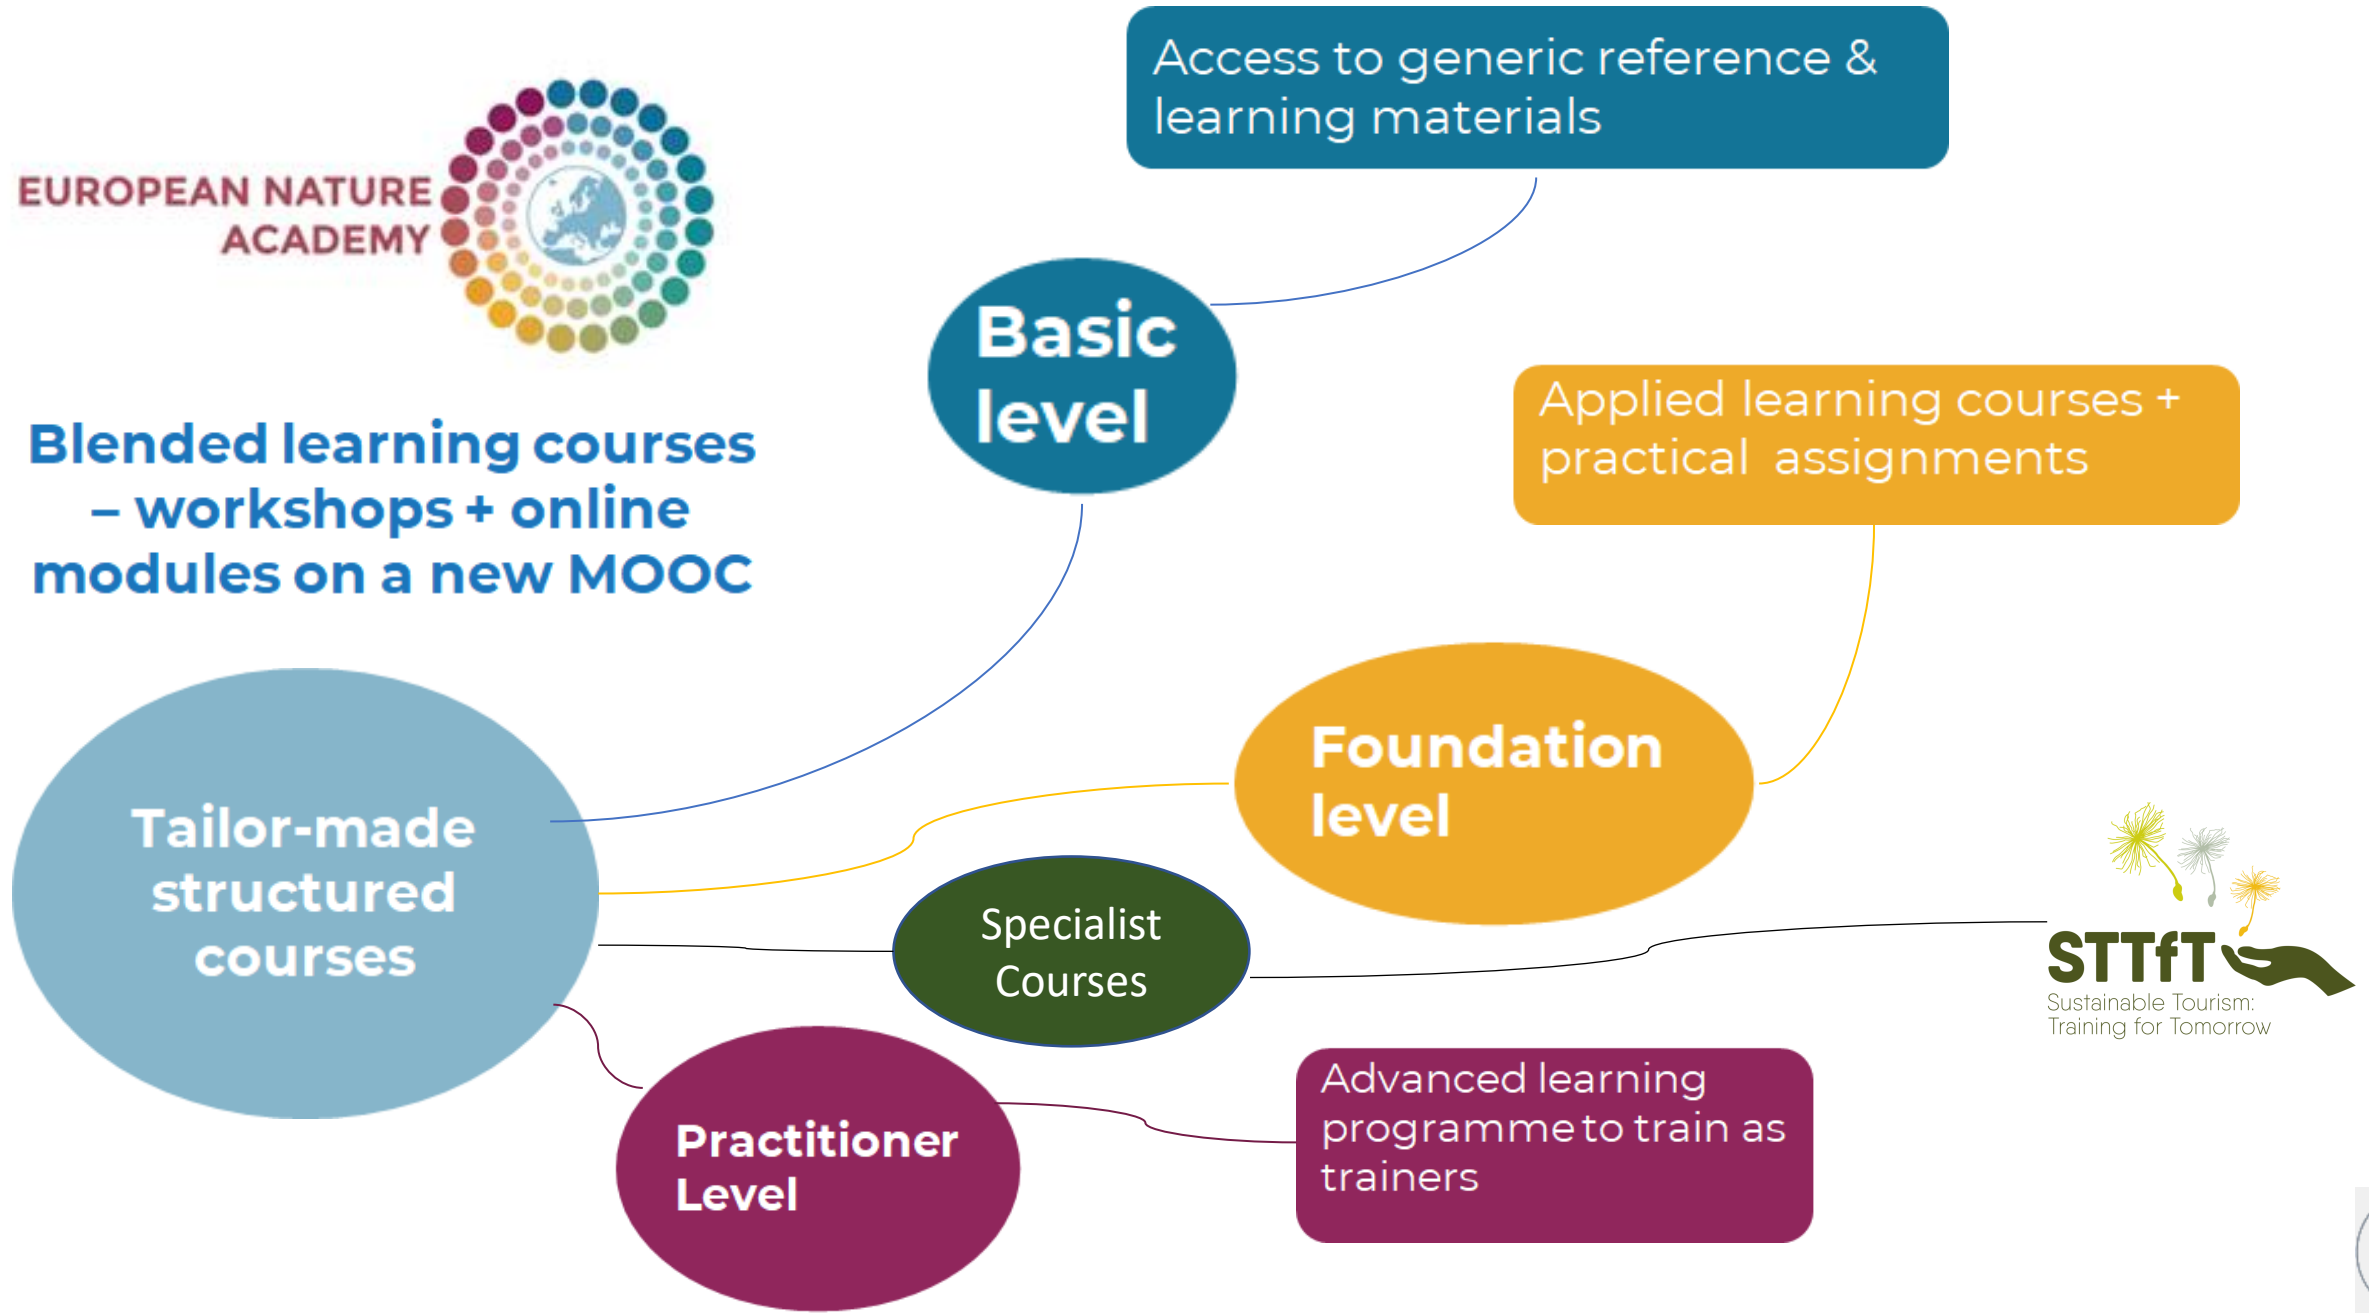 EUROPEAN NATURE
ACADEMY
Blended learning courses
– workshops + online
modules on a new MOOC
Access to generic reference &
learning materials
Basic
level
Applied learning courses +
practical assignments
Foundation
level
Tailor-made
structured
courses
Specialist
Courses
STTfT
Sustainable Tourism:
Training for Tomorrow
Practitioner
Level
Advanced learning
programme to train as
trainers